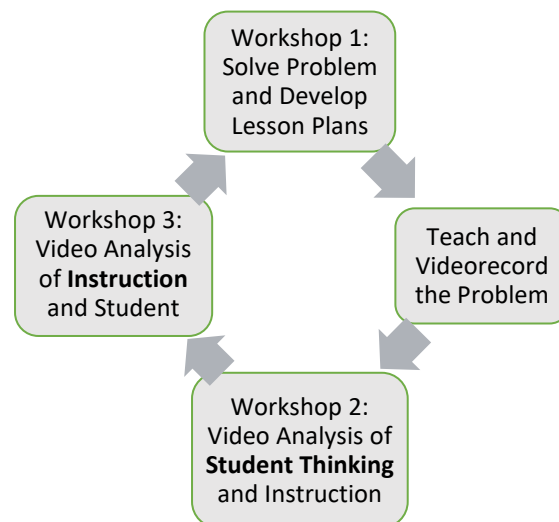 Workshop 1:
Solve Problem
and Develop
Lesson Plans
Teach and
Videorecord
the Problem
Workshop 2:
Video Analysis of
Student Thinking
and Instruction
Workshop 3:
Video Analysis
of Instruction
and Student